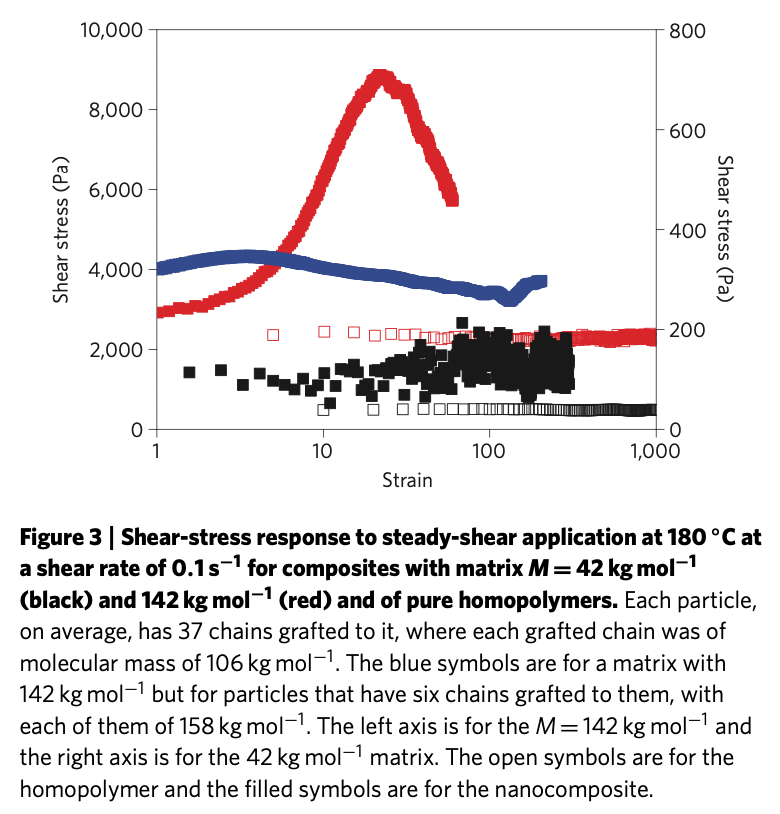 10,000
8,000
6,000
4,000
2,000
0
Shear stress (Pa)
800
600
400
200
0
Shear stress (Pa)
1
10
100
1,000
Strain
Figure 3 | Shear-stress response to steady-shear application at 180 °C at
a shear rate of 0.1 s⁻¹ for composites with matrix M = 42 kg mol⁻¹
(black) and 142 kg mol⁻¹ (red) and of pure homopolymers. Each particle,
on average, has 37 chains grafted to it, where each grafted chain was of
molecular mass of 106 kg mol⁻¹. The blue symbols are for a matrix with
142 kg mol⁻¹ but for particles that have six chains grafted to them, with
each of them of 158 kg mol⁻¹. The left axis is for the M = 142 kg mol⁻¹ and
the right axis is for the 42 kg mol⁻¹ matrix. The open symbols are for the
homopolymer and the filled symbols are for the nanocomposite.